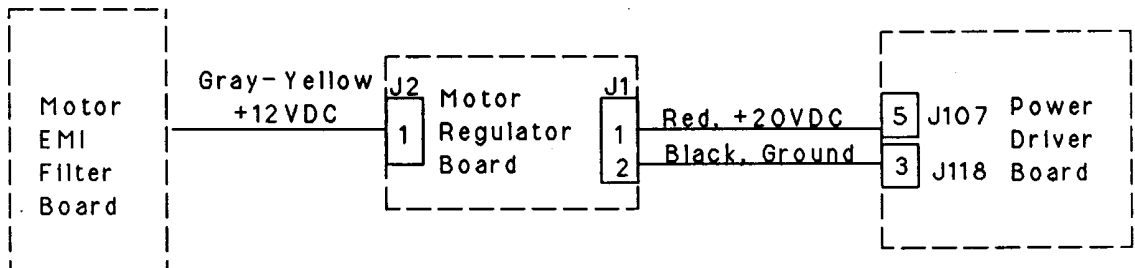 Motor
EMI
Filter
Board
Gray-Yellow
+12VDC
J2
1
Motor
Regulator
Board
J1
1
2
Red, +20VDC
Black, Ground
5
J107
3
J118
Power
Driver
Board